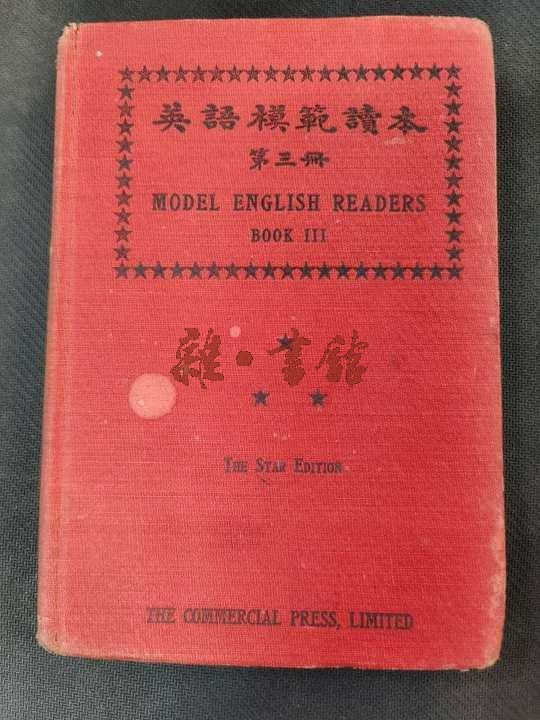 英語模範讀本
第三冊
MODEL ENGLISH READERS
BOOK III
雜·書館
THE STAR EDITION
THE COMMERCIAL PRESS, LIMITED